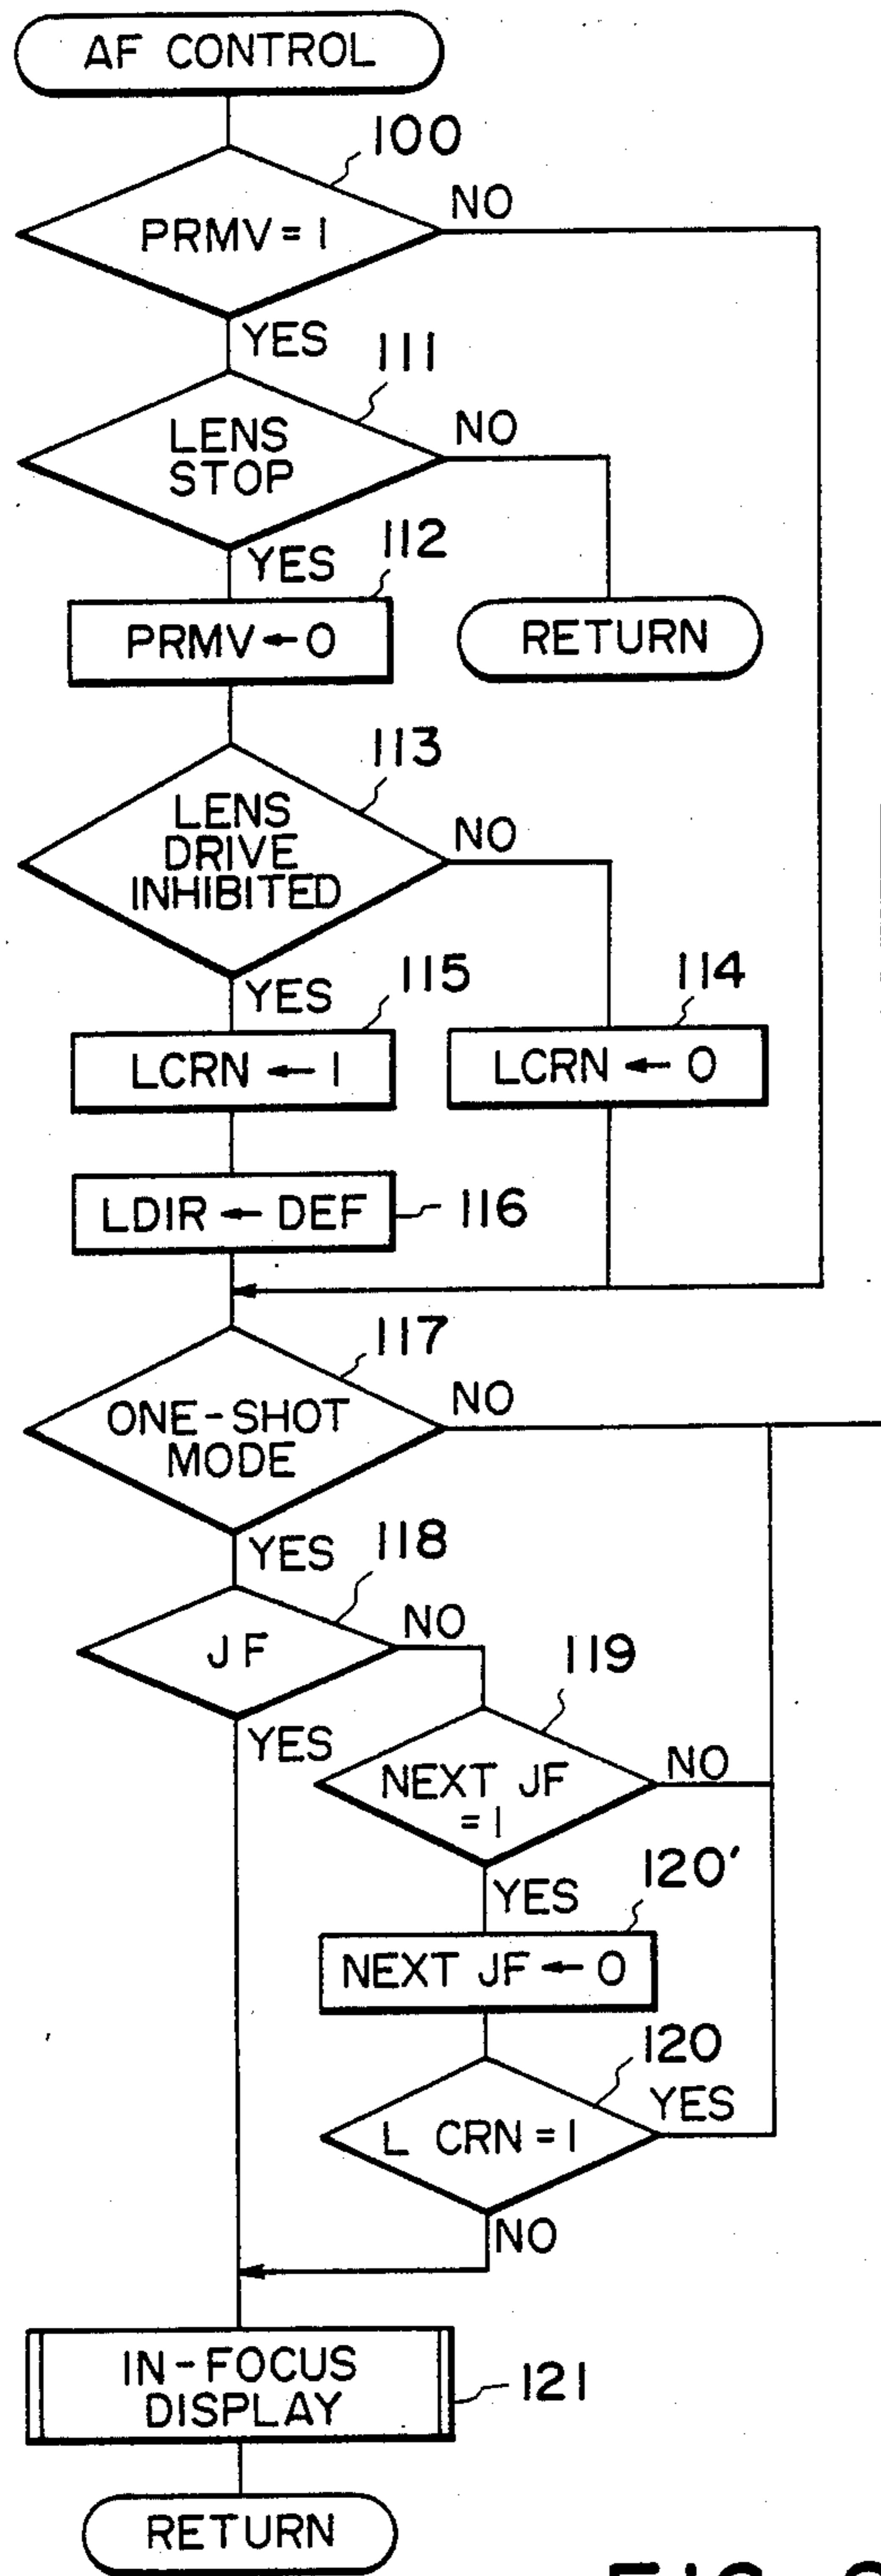 AF CONTROL
100
PRMV = 1
NO
YES
111
LENS
STOP
NO
YES
112
PRMV ← 0
RETURN
113
LENS
DRIVE
INHIBITED
NO
YES
115
114
LCRN ← 1
LCRN ← 0
LDIR ← DEF
116
117
ONE-SHOT
MODE
NO
YES
118
JF
NO
YES
119
NEXT JF
= 1
NO
YES
120'
NEXT JF ← 0
120
L CRN = 1
YES
NO
IN-FOCUS
DISPLAY
121
RETURN